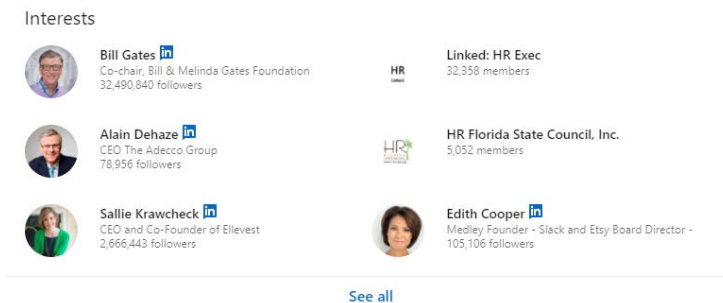 Interests
Bill Gates in
Co-chair, Bill & Melinda Gates Foundation
32,490,840 followers
HR
Linked
Linked: HR Exec
32,358 members
Alain Dehaze in
CEO The Adecco Group
78,956 followers
HR
HR Florida State Council, Inc.
5,052 members
Sallie Krawcheck in
CEO and Co-Founder of Ellevest
2,666,443 followers
Edith Cooper in
Medley Founder - Slack and Etsy Board Director -
105,106 followers
See all